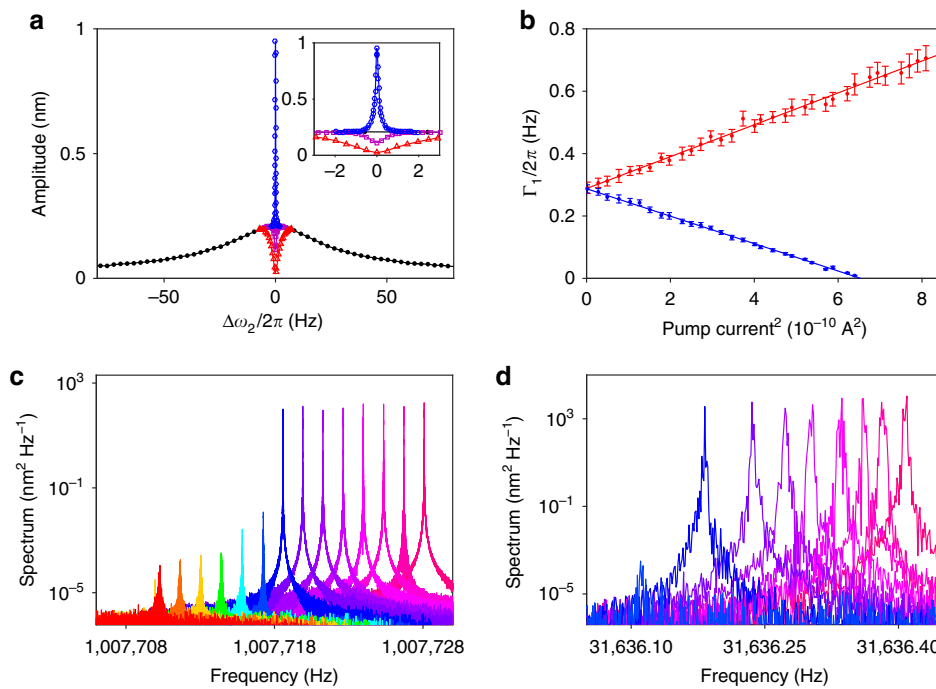 a
1
0.5
0
Amplitude (nm)
−50
0
50
Δω₂/2π (Hz)
1
0.5
0
−2
0
2
b
0.8
0.6
0.4
0.2
0
Γ₁/2π (Hz)
0
2
4
6
8
Pump current² (10⁻¹⁰ A²)
c
10³
10⁻¹
10⁻⁵
Spectrum (nm² Hz⁻¹)
1,007,708
1,007,718
1,007,728
Frequency (Hz)
d
10³
10⁻¹
10⁻⁵
Spectrum (nm² Hz⁻¹)
31,636.10
31,636.25
31,636.40
Frequency (Hz)